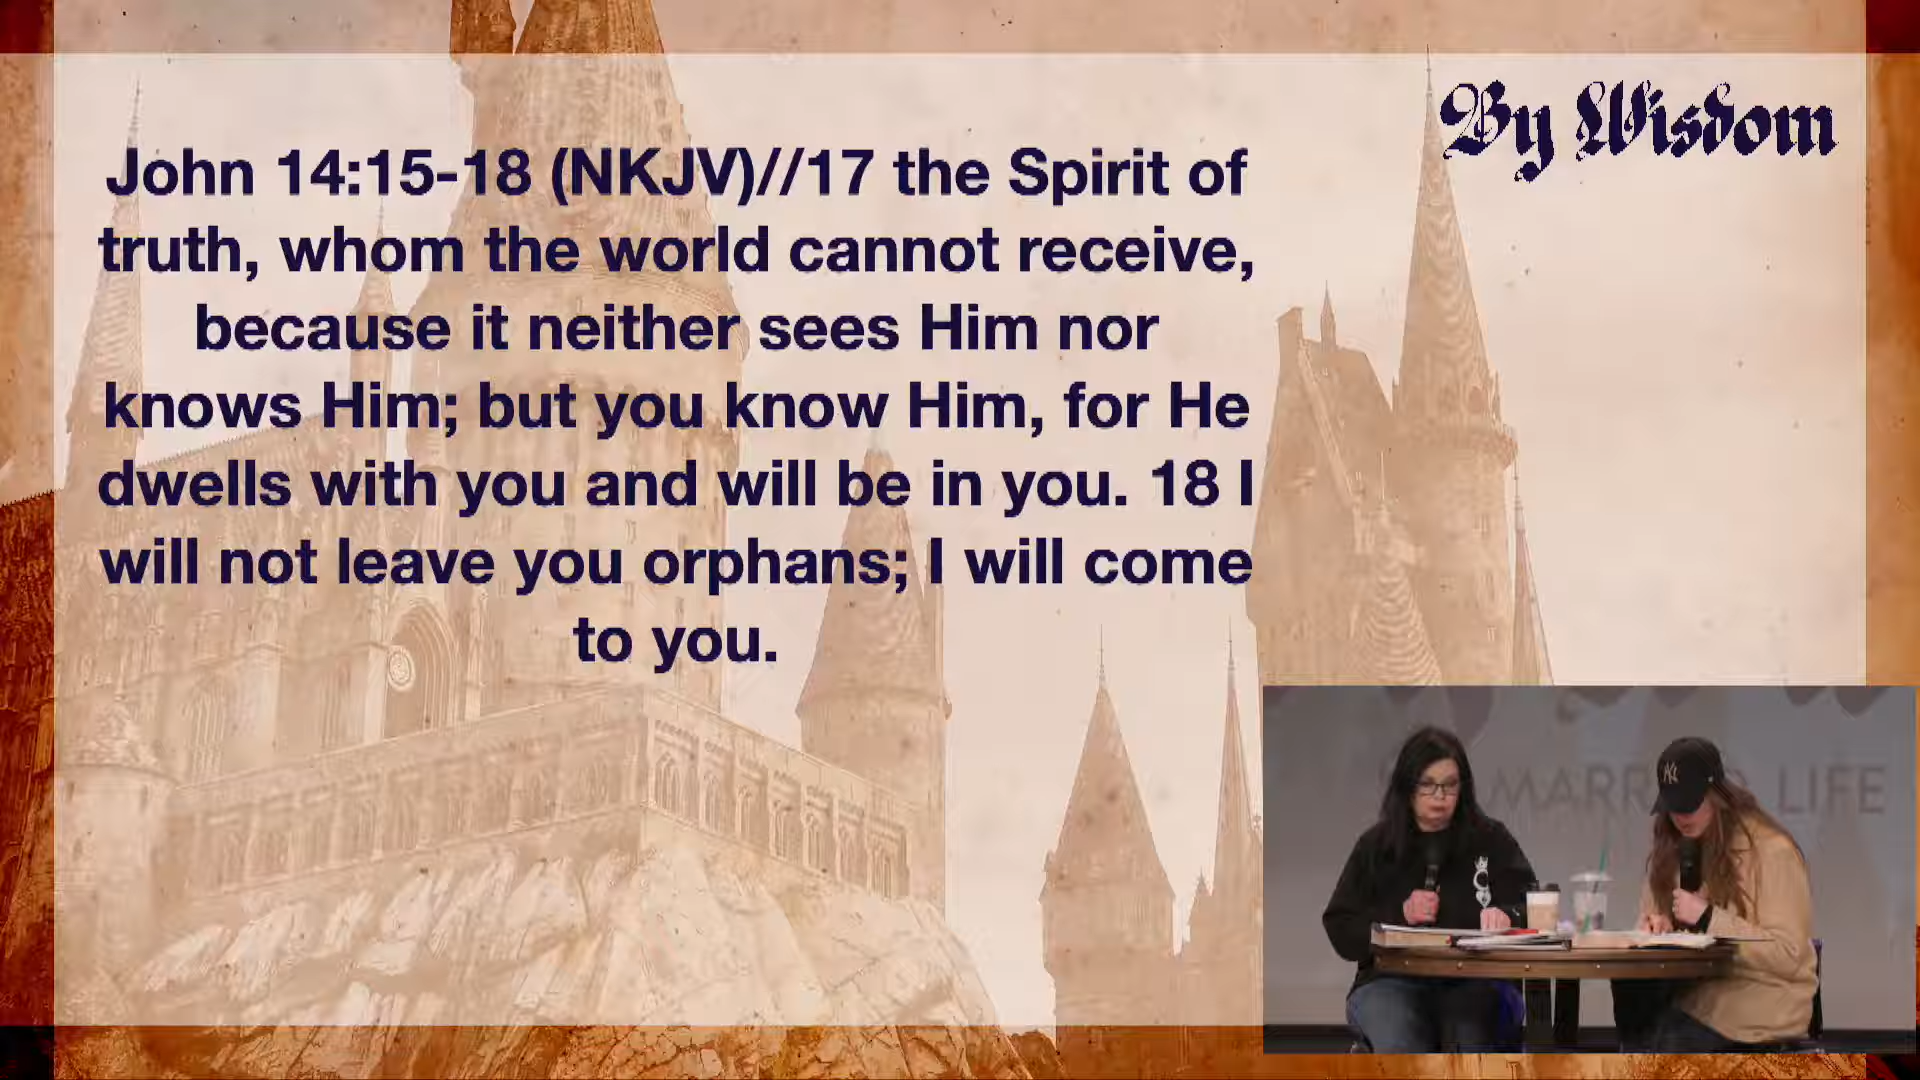 By Wisdom
John 14:15-18 (NKJV)//17 the Spirit of
truth, whom the world cannot receive,
because it neither sees Him nor
knows Him; but you know Him, for He
dwells with you and will be in you. 18 I
will not leave you orphans; I will come
to you.
LIFE
NY